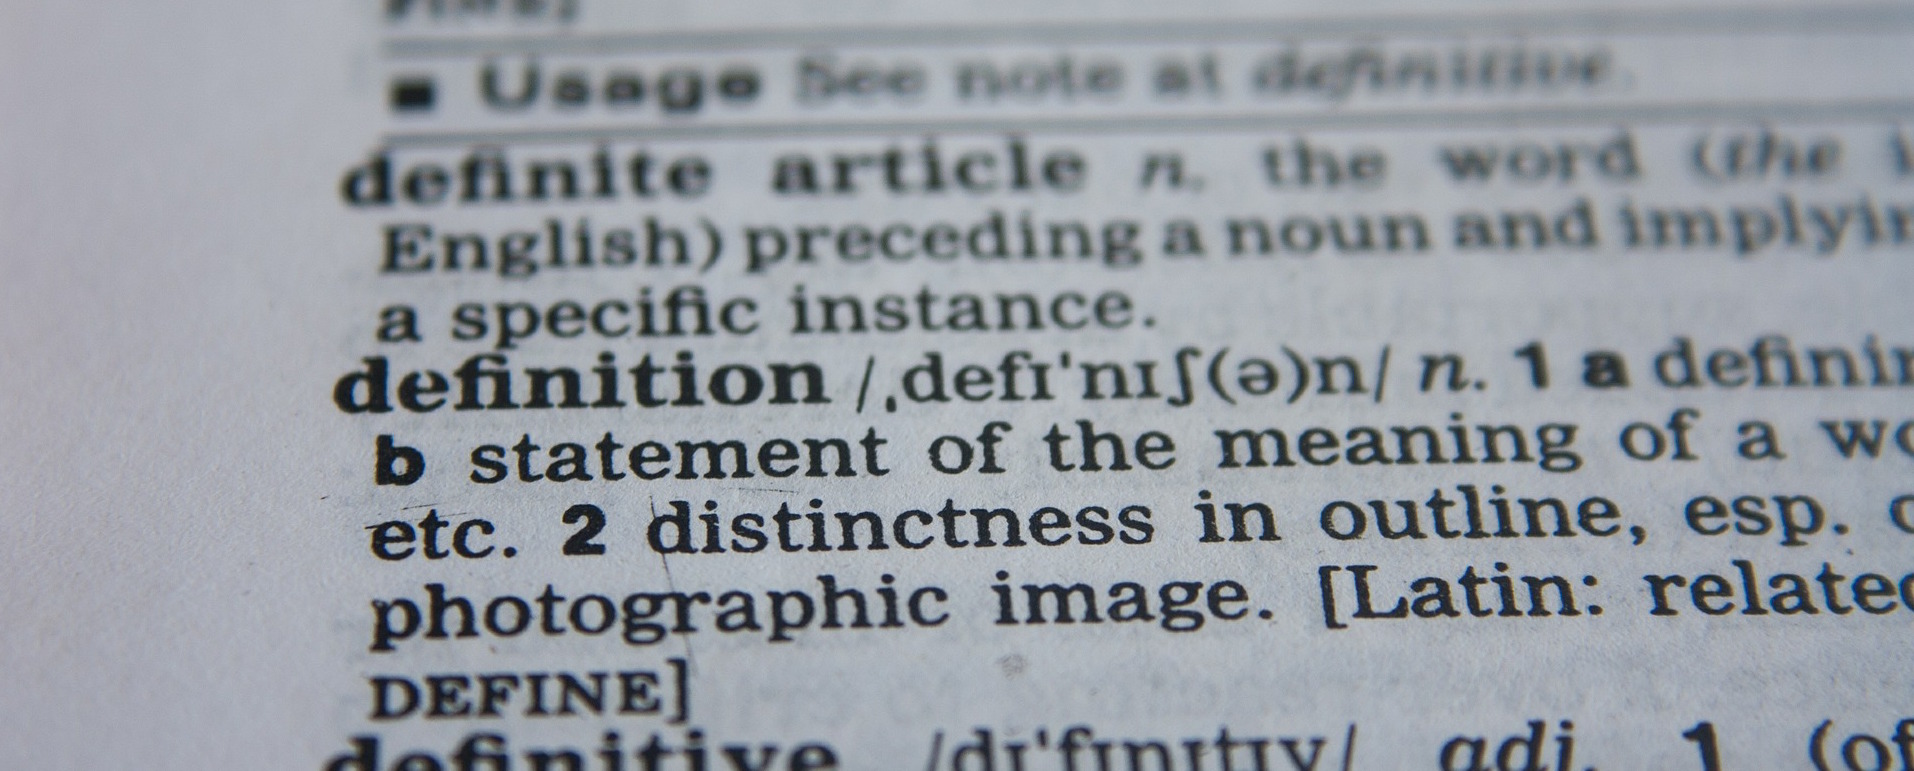 ■ Usage See note at definitive.
definite article n. the word (the
English) preceding a noun and implyin
a specific instance.
definition /ˌdefɪˈnɪʃ(ə)n/ n. 1 a definin
b statement of the meaning of a wo
etc. 2 distinctness in outline, esp.
photographic image. [Latin: related
DEFINE]
definitive /dɪˈfɪnɪtɪv/ adj. 1 (of